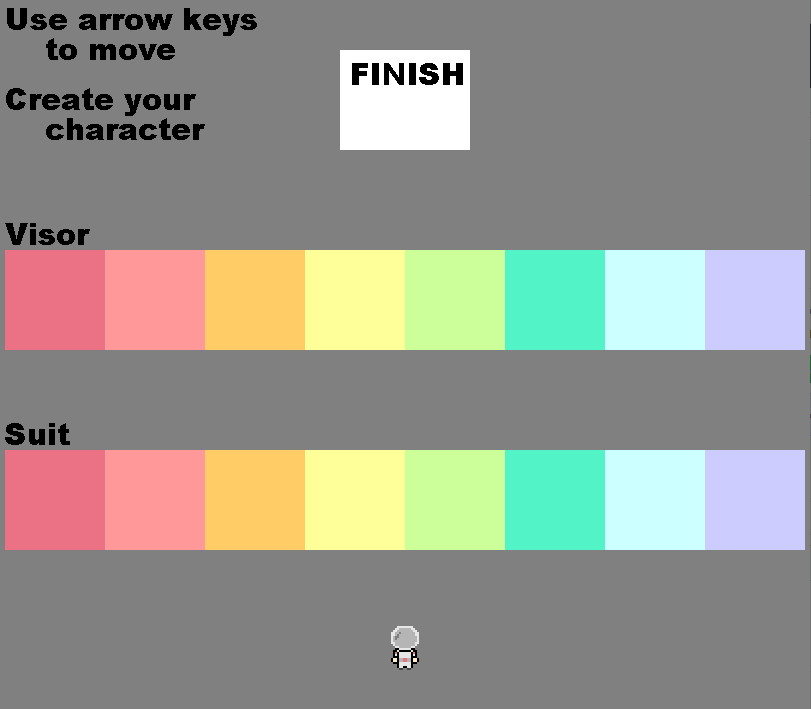 Use arrow keys
to move
Create your
character
FINISH
Visor
Suit